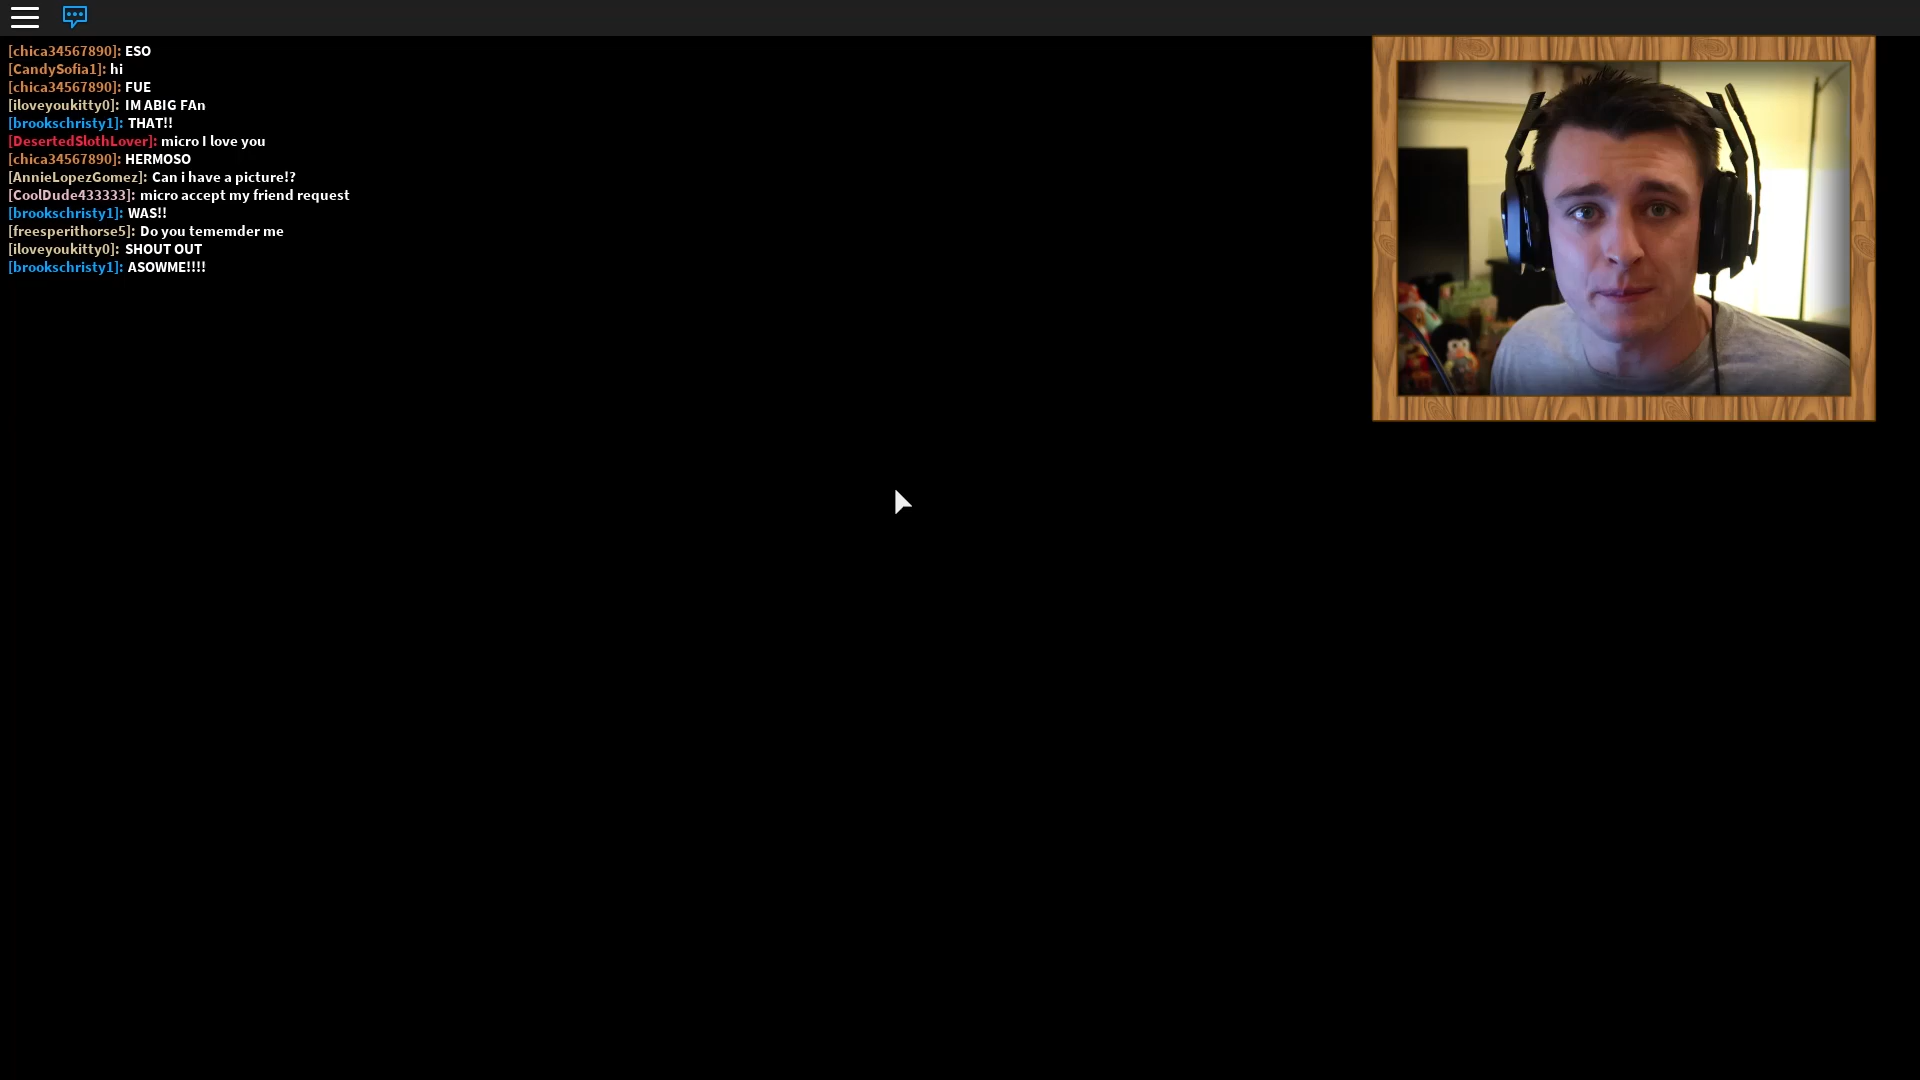 [chica34567890]: ESO
[CandySofia1]: hi
[chica34567890]: FUE
[iloveyoukitty0]: IM ABIG FAn
[brookschristy1]: THAT!!
[DesertedSlothLover]: micro I love you
[chica34567890]: HERMOSO
[AnnieLopezGomez]: Can i have a picture!?
[CoolDude433333]: micro accept my friend request
[brookschristy1]: WAS!!
[freesperithorse5]: Do you tememder me
[iloveyoukitty0]: SHOUT OUT
[brookschristy1]: ASOWME!!!!